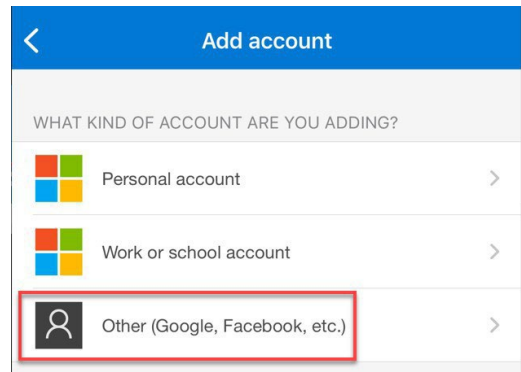 Add account
WHAT KIND OF ACCOUNT ARE YOU ADDING?
Personal account
Work or school account
Other (Google, Facebook, etc.)